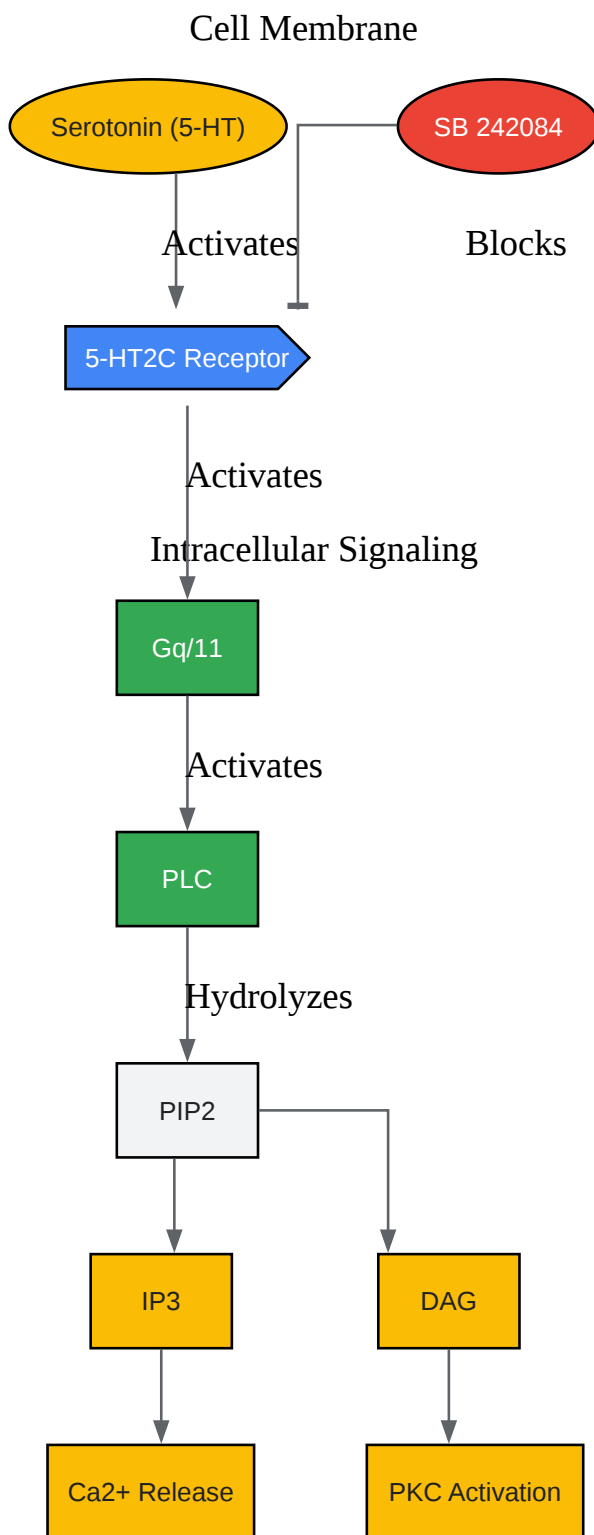 Cell Membrane
Serotonin (5-HT)
SB 242084
Activates
Blocks
5-HT2C Receptor
Activates
Intracellular Signaling
Gq/11
Activates
PLC
Hydrolyzes
PIP2
IP3
DAG
Ca2+ Release
PKC Activation